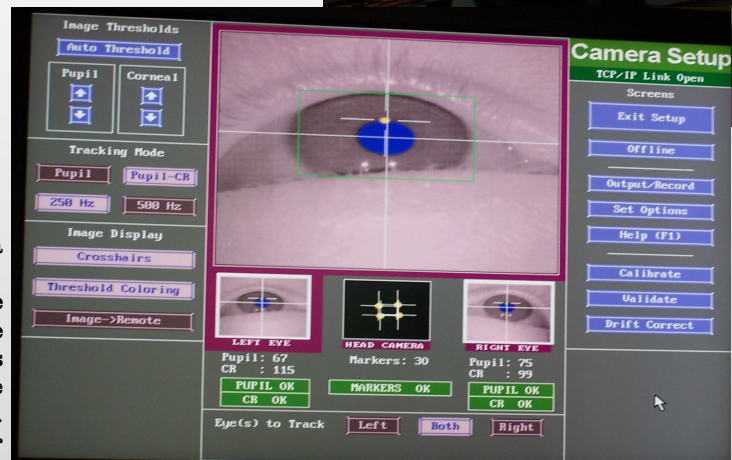 Image Thresholds
Auto Threshold
Pupil
Corneal
Tracking Mode
Pupil
Pupil-CR
250 Hz
500 Hz
Image Display
Crosshairs
Threshold Coloring
Image->Remote
LEFT EYE
HEAD CAMERA
RIGHT EYE
Pupil: 67
CR : 115
PUPIL OK
CR OK
Markers: 30
MARKERS OK
Pupil: 75
CR : 99
PUPIL OK
CR OK
Eye(s) to Track
Left
Both
Right
Camera Setup
TCP/IP Link Open
Screens
Exit Setup
Offline
Output/Record
Set Options
Help (F1)
Calibrate
Validate
Drift Correct